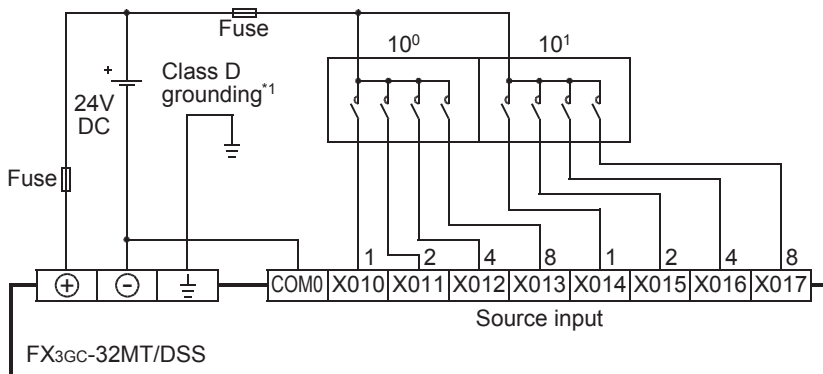 Fuse
10⁰ 10¹
+
Class D
grounding*1
24V
DC
Fuse
1 2 4 8 1 2 4 8
+ - COM0 X010 X011 X012 X013 X014 X015 X016 X017
Source input
FX3GC-32MT/DSS